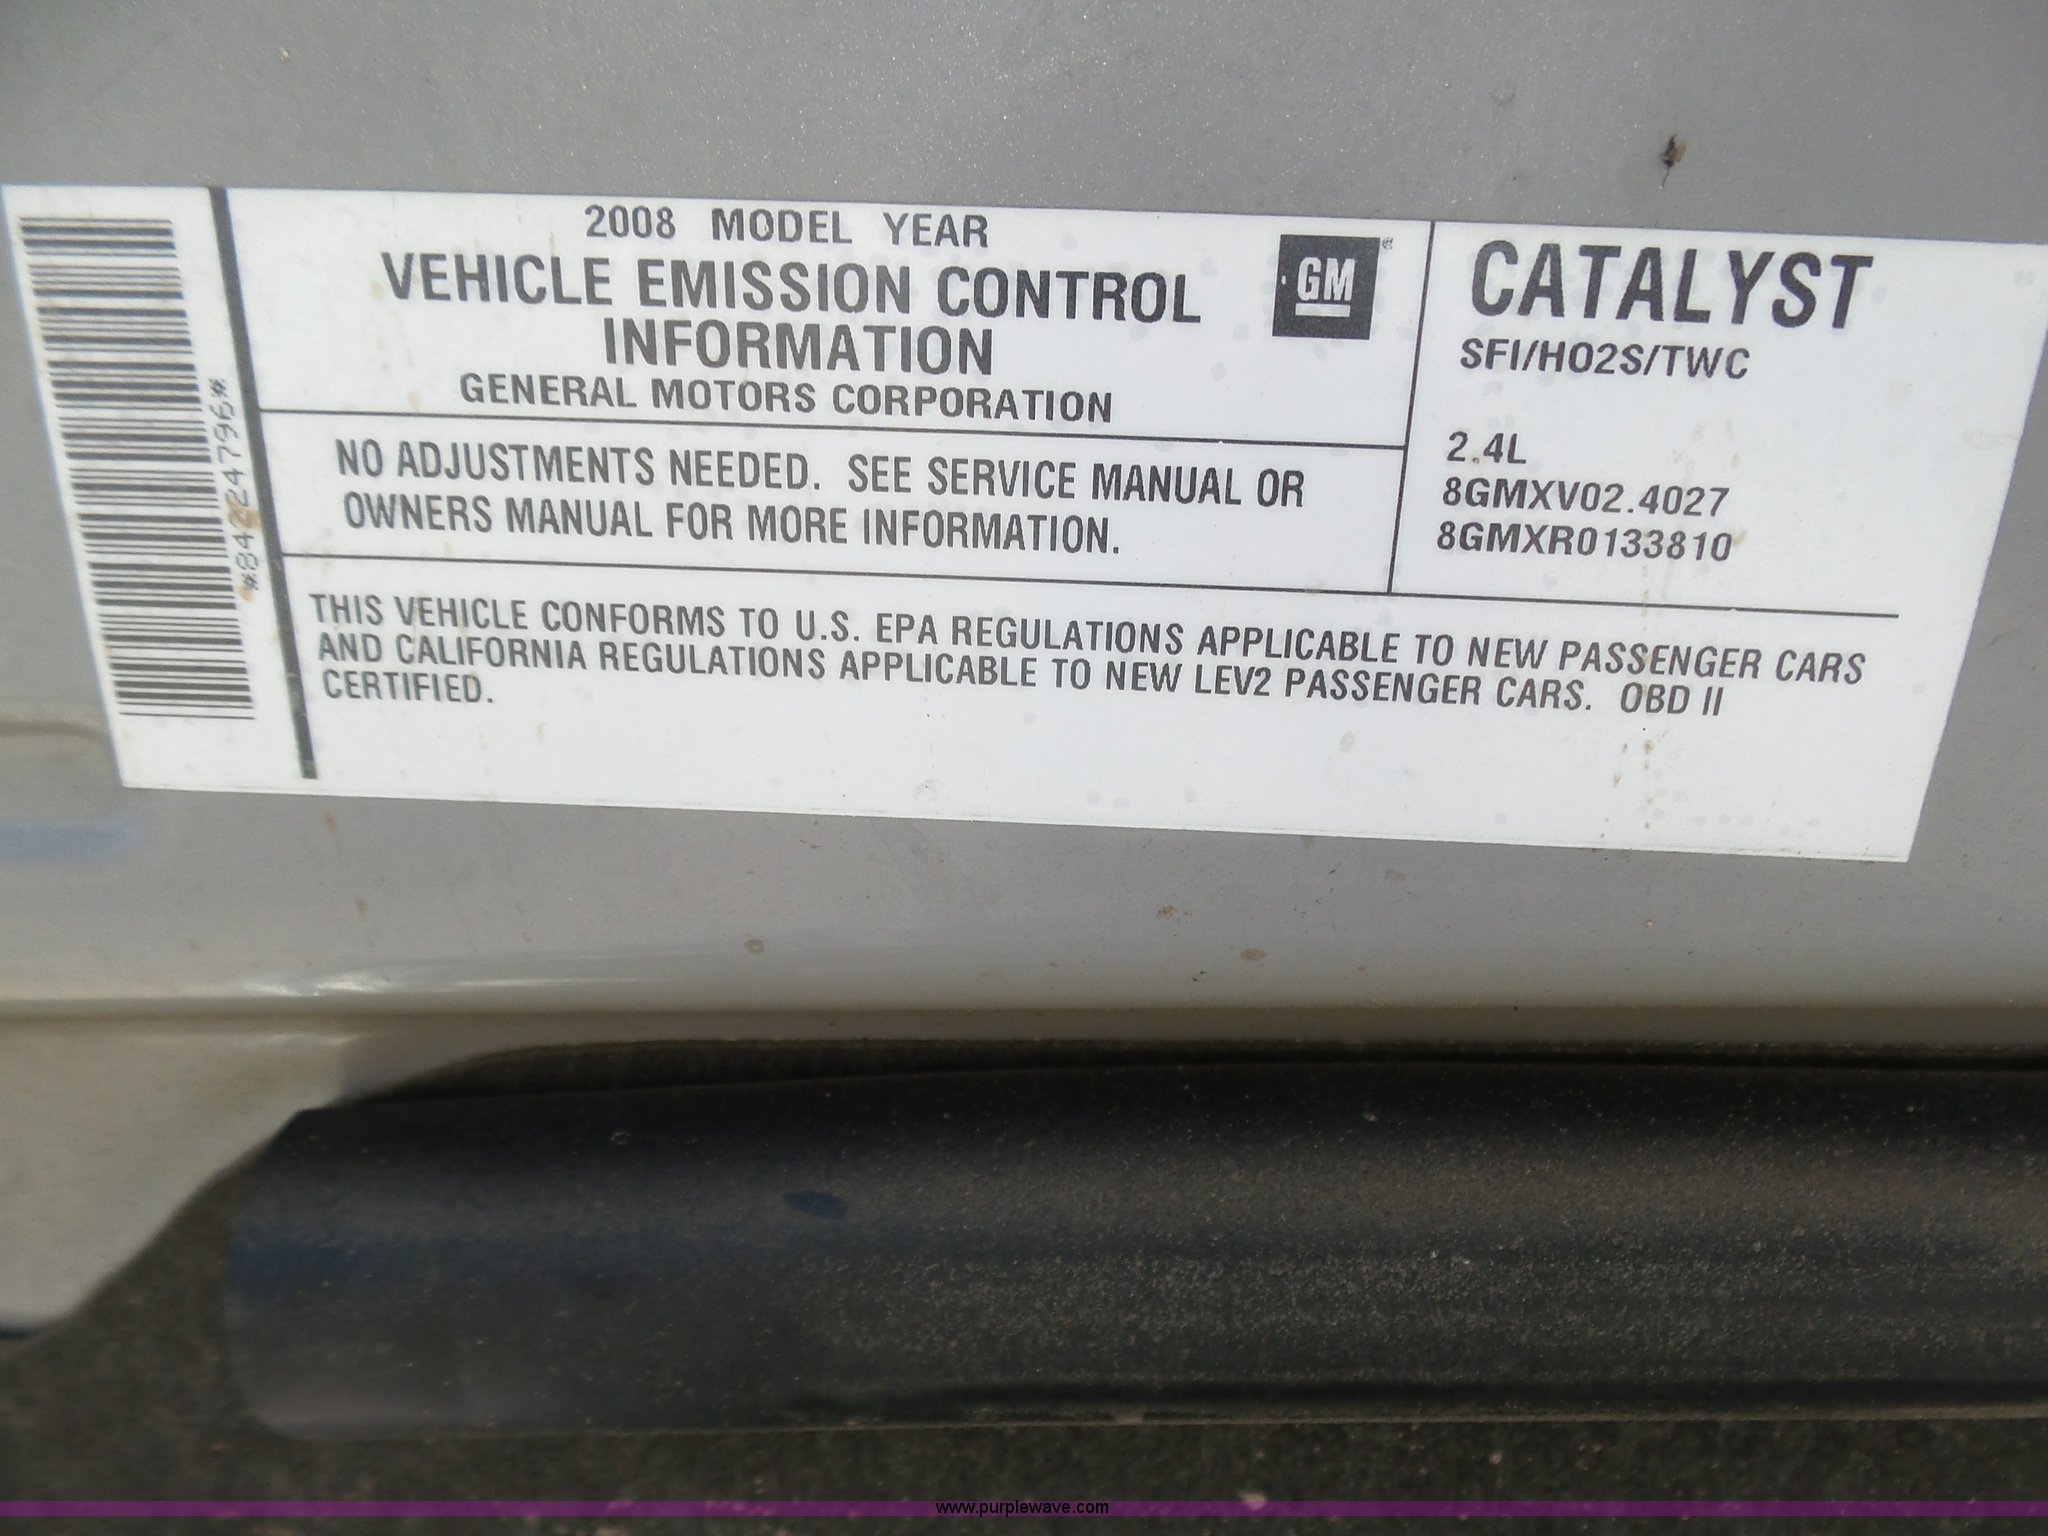 2008 MODEL YEAR
VEHICLE EMISSION CONTROL
INFORMATION
GENERAL MOTORS CORPORATION
GM
NO ADJUSTMENTS NEEDED. SEE SERVICE MANUAL OR
OWNERS MANUAL FOR MORE INFORMATION.
CATALYST
SFI/HO2S/TWC
2.4L
8GMXV02.4027
8GMXR0133810
THIS VEHICLE CONFORMS TO U.S. EPA REGULATIONS APPLICABLE TO NEW PASSENGER CARS
AND CALIFORNIA REGULATIONS APPLICABLE TO NEW LEV2 PASSENGER CARS. OBD II
CERTIFIED.
www.purplewave.com